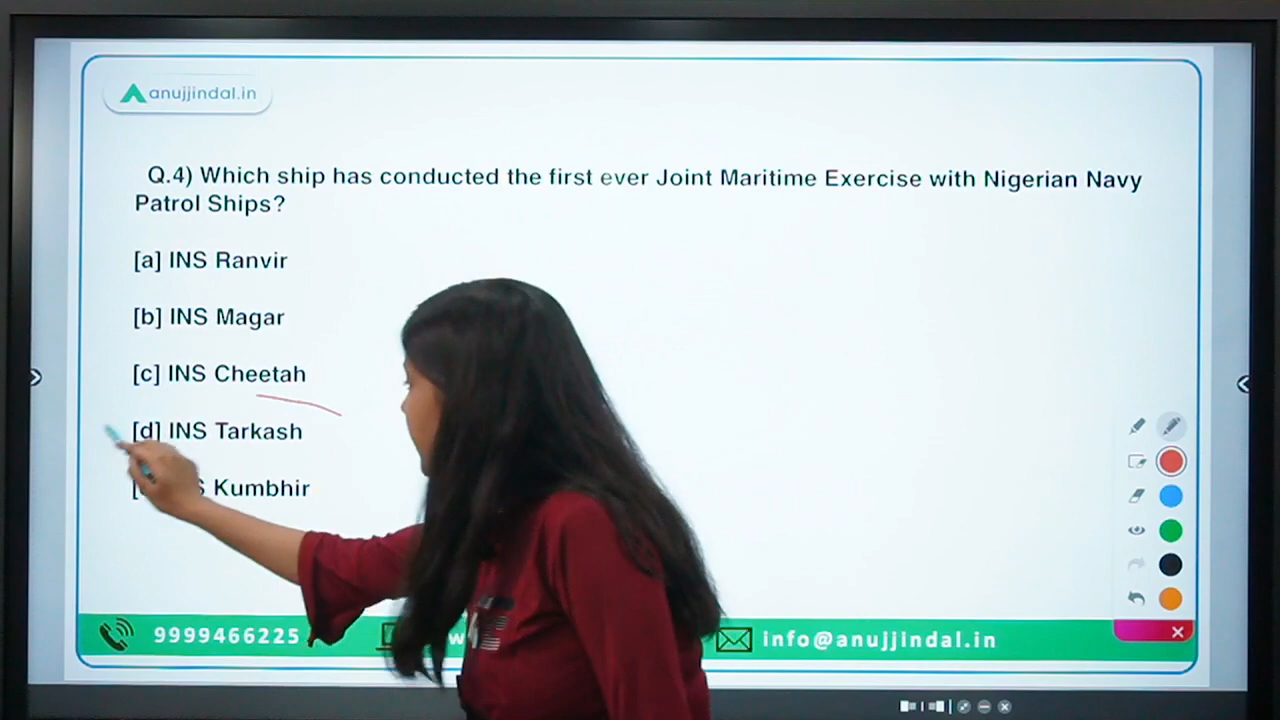 anujjindal.in
Q.4) Which ship has conducted the first ever Joint Maritime Exercise with Nigerian Navy
Patrol Ships?
[a] INS Ranvir
[b] INS Magar
[c] INS Cheetah
[d] INS Tarkash
Kumbhir
9999466225
info@anujjindal.in